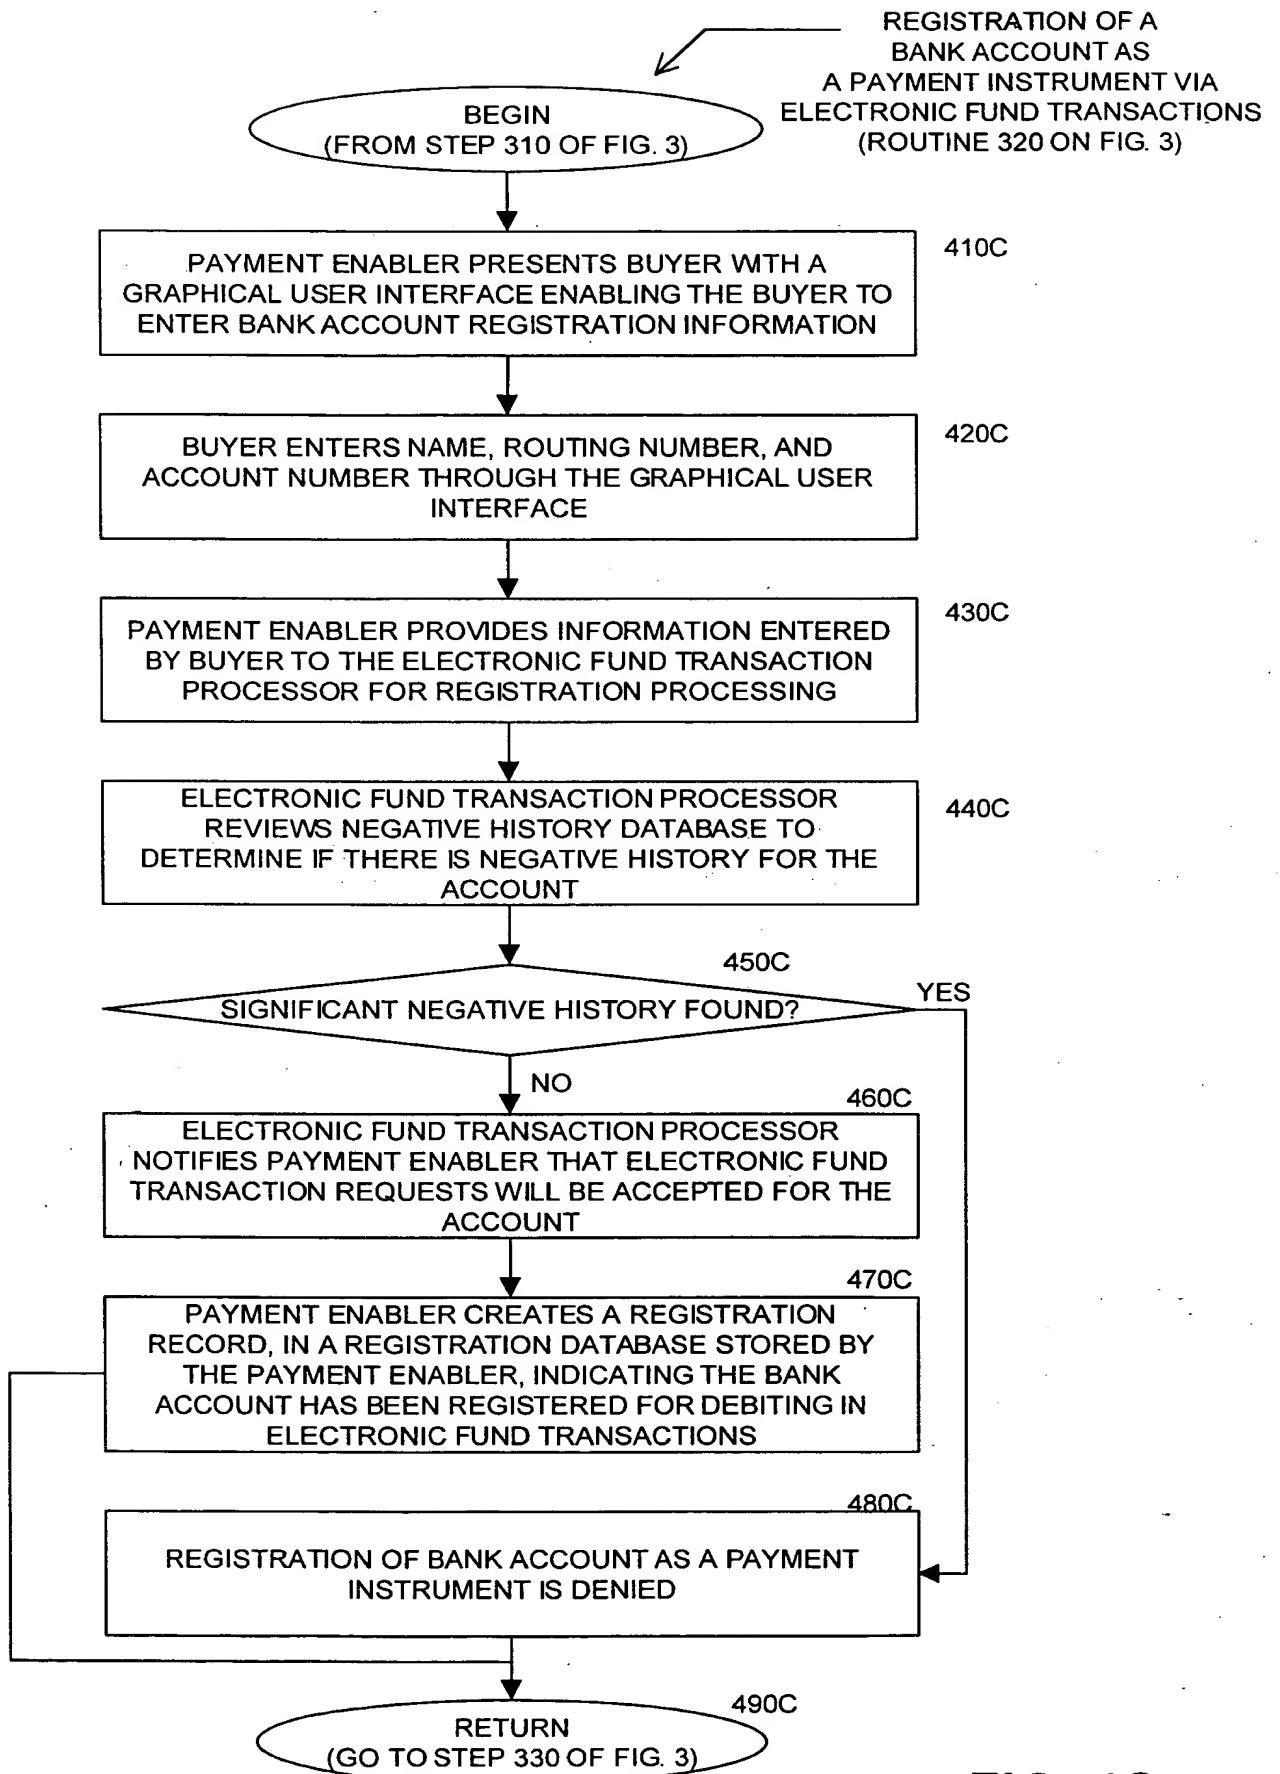 REGISTRATION OF A
BANK ACCOUNT AS
A PAYMENT INSTRUMENT VIA
ELECTRONIC FUND TRANSACTIONS
(ROUTINE 320 ON FIG. 3)
BEGIN
(FROM STEP 310 OF FIG. 3)
410C
PAYMENT ENABLER PRESENTS BUYER WITH A
GRAPHICAL USER INTERFACE ENABLING THE BUYER TO
ENTER BANK ACCOUNT REGISTRATION INFORMATION
420C
BUYER ENTERS NAME, ROUTING NUMBER, AND
ACCOUNT NUMBER THROUGH THE GRAPHICAL USER
INTERFACE
430C
PAYMENT ENABLER PROVIDES INFORMATION ENTERED
BY BUYER TO THE ELECTRONIC FUND TRANSACTION
PROCESSOR FOR REGISTRATION PROCESSING
440C
ELECTRONIC FUND TRANSACTION PROCESSOR
REVIEWS NEGATIVE HISTORY DATABASE TO
DETERMINE IF THERE IS NEGATIVE HISTORY FOR THE
ACCOUNT
450C
SIGNIFICANT NEGATIVE HISTORY FOUND?
YES
NO
460C
ELECTRONIC FUND TRANSACTION PROCESSOR
NOTIFIES PAYMENT ENABLER THAT ELECTRONIC FUND
TRANSACTION REQUESTS WILL BE ACCEPTED FOR THE
ACCOUNT
470C
PAYMENT ENABLER CREATES A REGISTRATION
RECORD, IN A REGISTRATION DATABASE STORED BY
THE PAYMENT ENABLER, INDICATING THE BANK
ACCOUNT HAS BEEN REGISTERED FOR DEBITING IN
ELECTRONIC FUND TRANSACTIONS
480C
REGISTRATION OF BANK ACCOUNT AS A PAYMENT
INSTRUMENT IS DENIED
490C
RETURN
(GO TO STEP 330 OF FIG. 3)